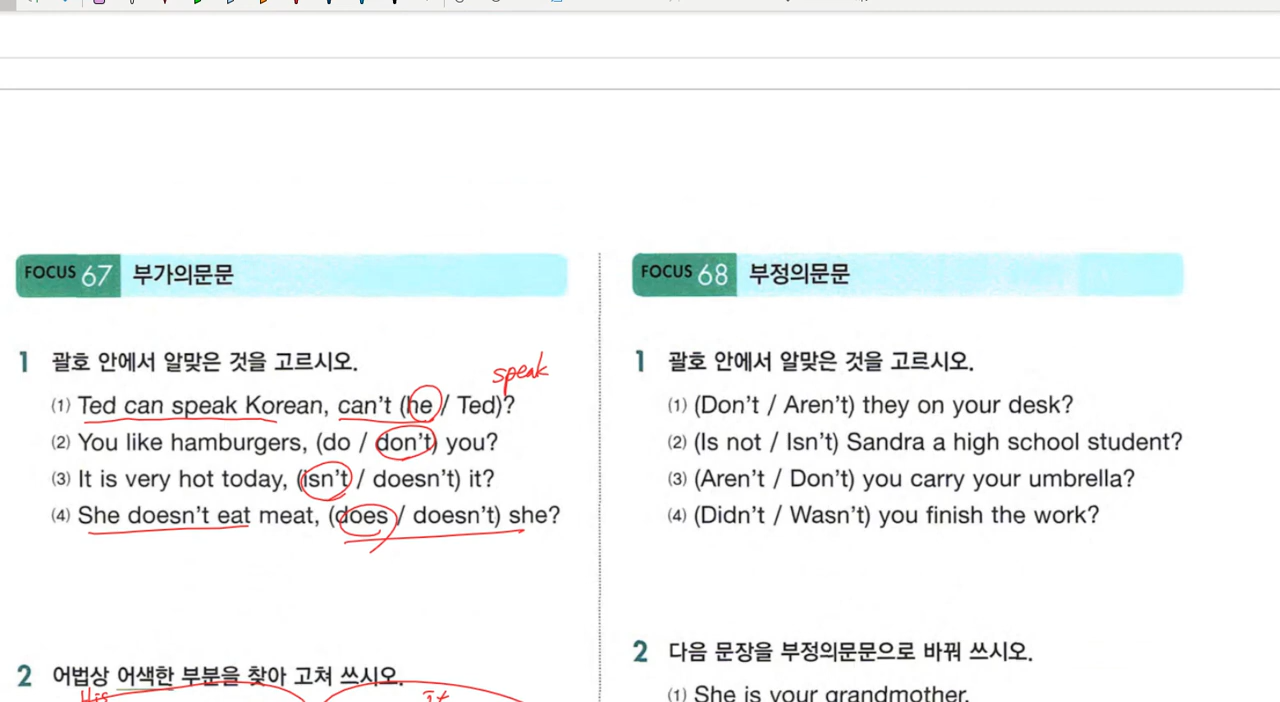 FOCUS 67 부가의문문
1 괄호 안에서 알맞은 것을 고르시오.
speak
(1) Ted can speak Korean, can't (he / Ted)?
(2) You like hamburgers, (do / don't) you?
(3) It is very hot today, (isn't / doesn't) it?
(4) She doesn't eat meat, (does / doesn't) she?
2 어법상 어색한 부분을 찾아 고쳐 쓰시오.
His
it
FOCUS 68 부정의문문
1 괄호 안에서 알맞은 것을 고르시오.
(1) (Don't / Aren't) they on your desk?
(2) (Is not / Isn't) Sandra a high school student?
(3) (Aren't / Don't) you carry your umbrella?
(4) (Didn't / Wasn't) you finish the work?
2 다음 문장을 부정의문문으로 바꿔 쓰시오.
(1) She is your grandmother.